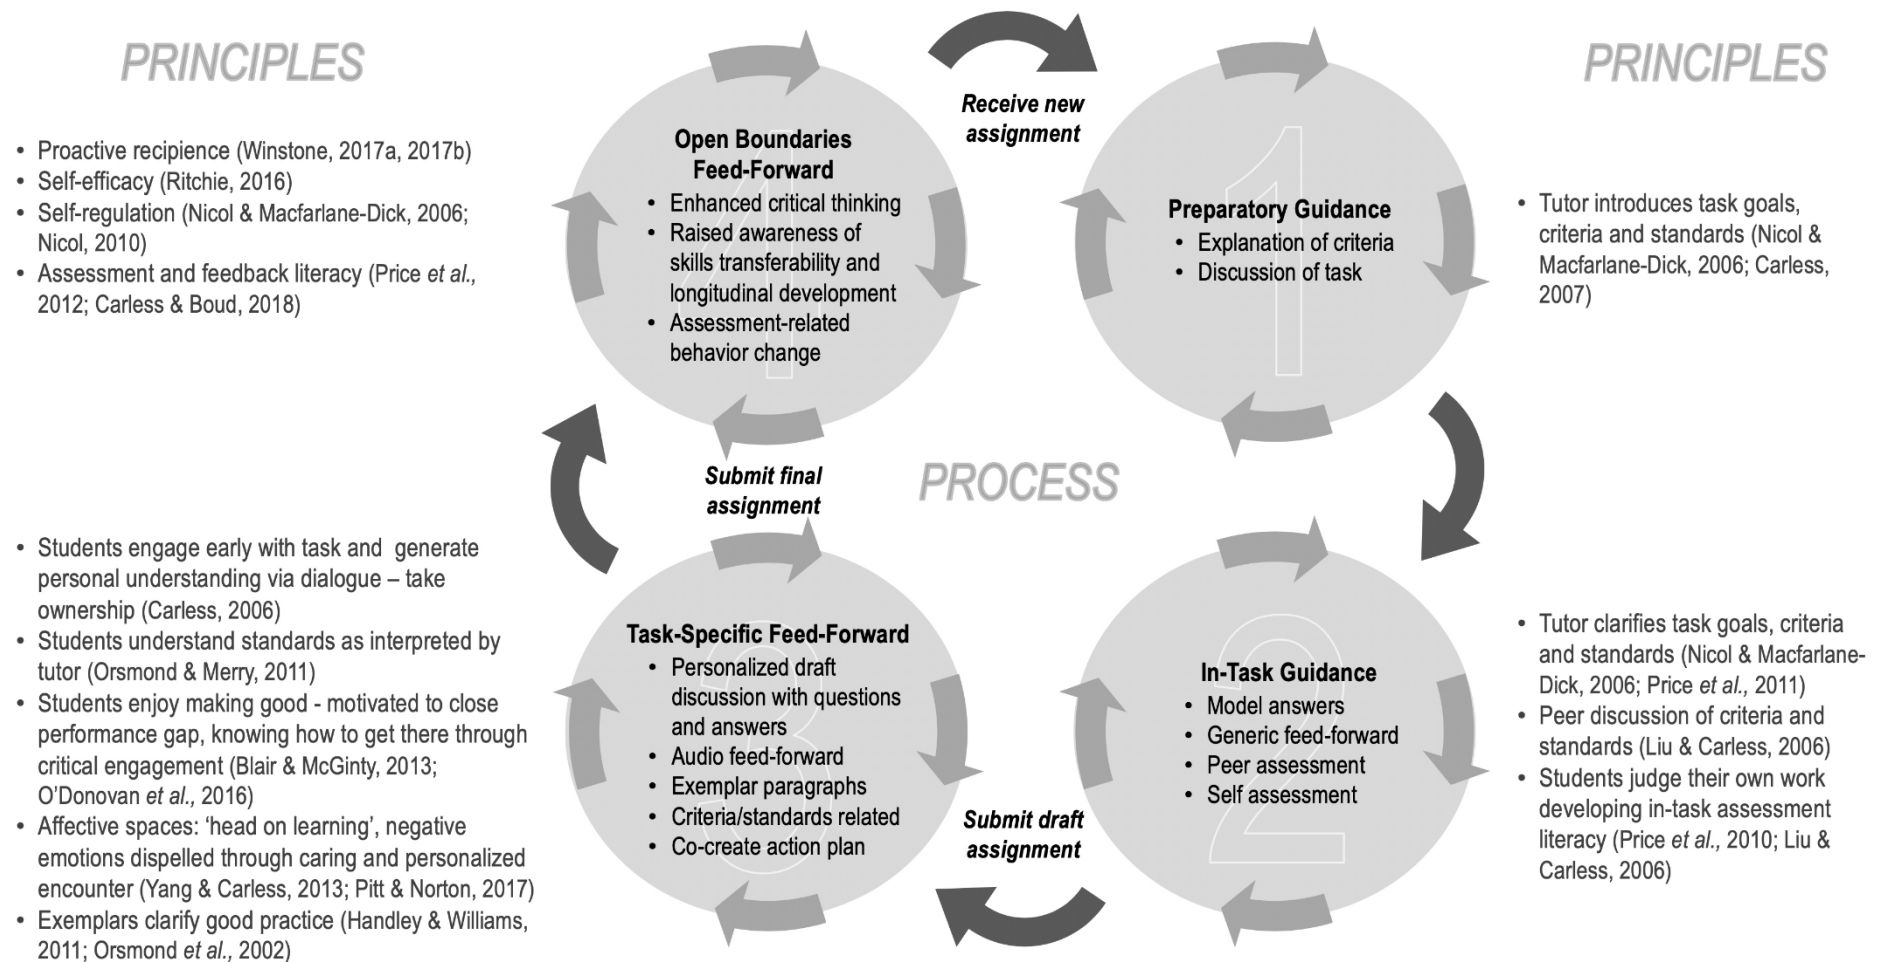 PRINCIPLES
• Proactive recipience (Winstone, 2017a, 2017b)
• Self-efficacy (Ritchie, 2016)
• Self-regulation (Nicol & Macfarlane-Dick, 2006;
Nicol, 2010)
• Assessment and feedback literacy (Price et al.,
2012; Carless & Boud, 2018)
• Students engage early with task and generate
personal understanding via dialogue – take
ownership (Carless, 2006)
• Students understand standards as interpreted by
tutor (Orsmond & Merry, 2011)
• Students enjoy making good - motivated to close
performance gap, knowing how to get there through
critical engagement (Blair & McGinty, 2013;
O’Donovan et al., 2016)
• Affective spaces: ‘head on learning’, negative
emotions dispelled through caring and personalized
encounter (Yang & Carless, 2013; Pitt & Norton, 2017)
• Exemplars clarify good practice (Handley & Williams,
2011; Orsmond et al., 2002)
4
Open Boundaries
Feed-Forward
• Enhanced critical thinking
• Raised awareness of
skills transferability and
longitudinal development
• Assessment-related
behavior change
Receive new
assignment
1
Preparatory Guidance
• Explanation of criteria
• Discussion of task
Submit final
assignment
PROCESS
3
Task-Specific Feed-Forward
• Personalized draft
discussion with questions
and answers
• Audio feed-forward
• Exemplar paragraphs
• Criteria/standards related
• Co-create action plan
Submit draft
assignment
2
In-Task Guidance
• Model answers
• Generic feed-forward
• Peer assessment
• Self assessment
PRINCIPLES
• Tutor introduces task goals,
criteria and standards (Nicol &
Macfarlane-Dick, 2006; Carless,
2007)
• Tutor clarifies task goals, criteria
and standards (Nicol & Macfarlane-
Dick, 2006; Price et al., 2011)
• Peer discussion of criteria and
standards (Liu & Carless, 2006)
• Students judge their own work
developing in-task assessment
literacy (Price et al., 2010; Liu &
Carless, 2006)